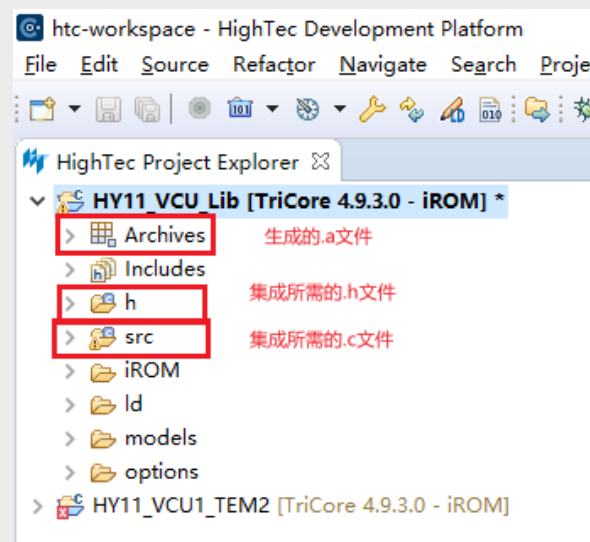 htc-workspace - HighTec Development Platform
File Edit Source Refactor Navigate Search Proje
HighTec Project Explorer
HY11_VCU_Lib [TriCore 4.9.3.0 - iROM] *
Archives 生成的.a文件
Includes
h 集成所需的.h文件
src 集成所需的.c文件
iROM
ld
models
options
HY11_VCU1_TEM2 [TriCore 4.9.3.0 - iROM]